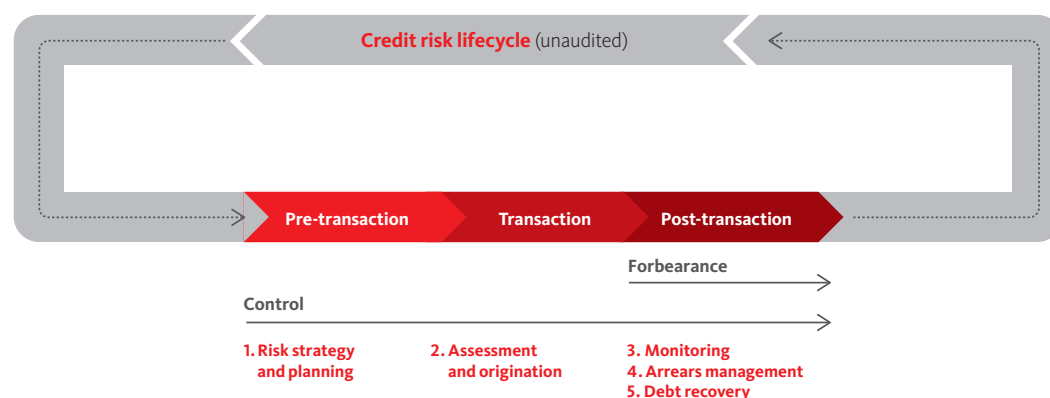 Credit risk lifecycle (unaudited)
Pre-transaction
Transaction
Post-transaction
Forbearance
Control
1. Risk strategy
and planning
2. Assessment
and origination
3. Monitoring
4. Arrears management
5. Debt recovery